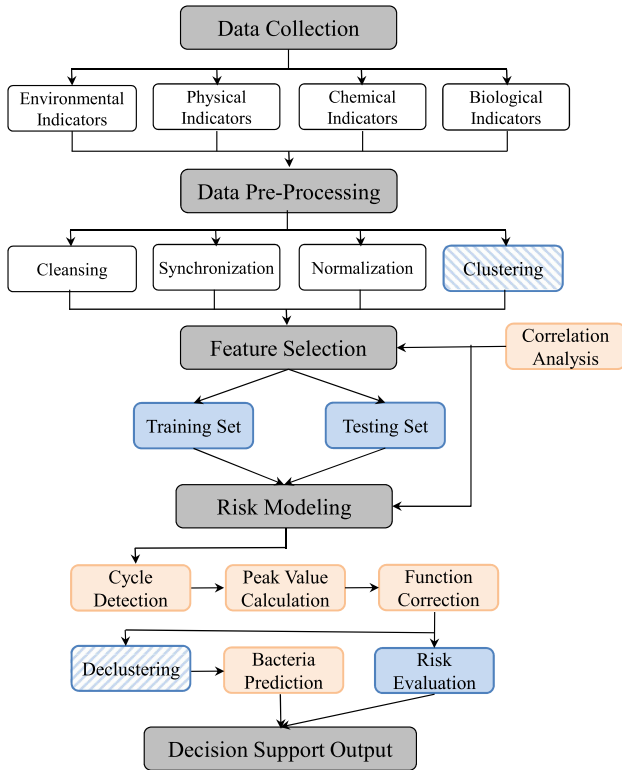 Data Collection
Environmental
Indicators
Physical
Indicators
Chemical
Indicators
Biological
Indicators
Data Pre-Processing
Cleansing
Synchronization
Normalization
Clustering
Feature Selection
Correlation
Analysis
Training Set
Testing Set
Risk Modeling
Cycle
Detection
Peak Value
Calculation
Function
Correction
Declustering
Bacteria
Prediction
Risk
Evaluation
Decision Support Output